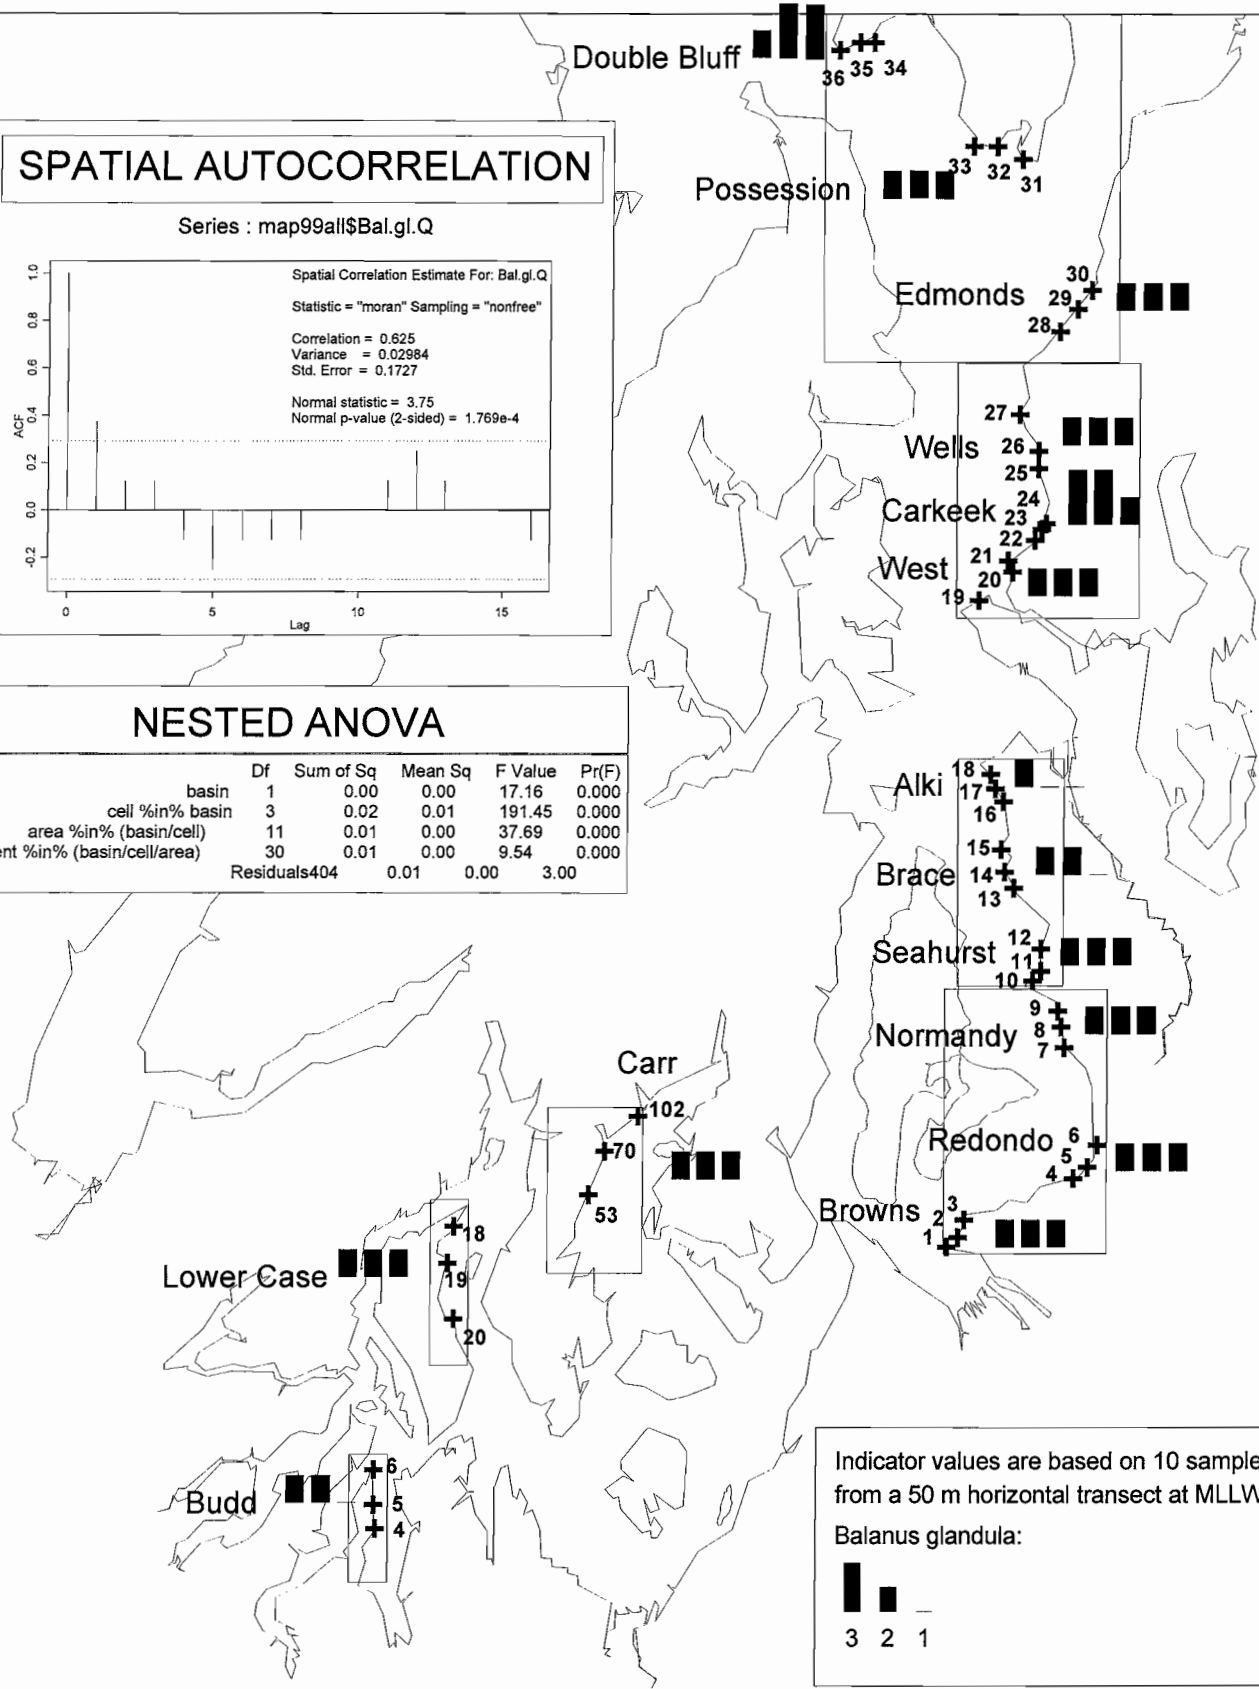 Double Bluff
36 35 34
33 32 31
Possession
SPATIAL AUTOCORRELATION
Series : map99all$Bal.gl.Q
Spatial Correlation Estimate For: Bal.gl.Q
Statistic = "moran" Sampling = "nonfree"
Correlation = 0.625
Variance = 0.02984
Std. Error = 0.1727
Normal statistic = 3.75
Normal p-value (2-sided) = 1.769e-4
ACF
1.0
0.8
0.6
0.4
0.2
0.0
-0.2
0 5 10 15
Lag
30
Edmonds 29
28
27
Wells 26
25
24
Carkeek 23
22
21
West 20
19
NESTED ANOVA
Df Sum of Sq Mean Sq F Value Pr(F)
basin 1 0.00 0.00 17.16 0.000
cell %in% basin 3 0.02 0.01 191.45 0.000
area %in% (basin/cell) 11 0.01 0.00 37.69 0.000
ent %in% (basin/cell/area) 30 0.01 0.00 9.54 0.000
Residuals404 0.01 0.00 3.00
18
Alki 17
16
15
Brace 14
13
12
Seahurst 11
10
9
Normandy 8
7
Carr
102
70
53
Redondo 6
5
4
Browns 3
2
1
18
Lower Case 19
20
6
Budd 5
4
Indicator values are based on 10 sample
from a 50 m horizontal transect at MLLW
Balanus glandula:
3 2 1